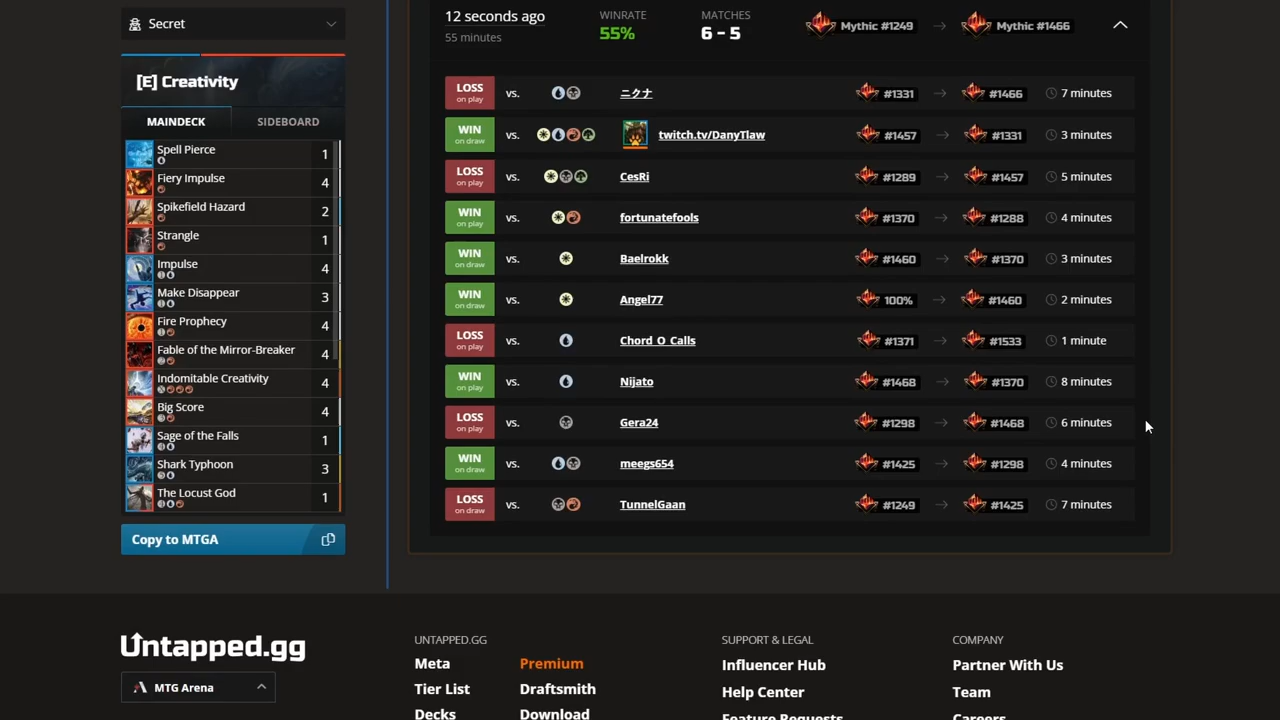 Secret
[E] Creativity
MAINDECK SIDEBOARD
Spell Pierce 1
Fiery Impulse 4
Spikefield Hazard 2
Strangle 1
Impulse 4
Make Disappear 3
Fire Prophecy 4
Fable of the Mirror-Breaker 4
Indomitable Creativity 4
Big Score 4
Sage of the Falls 1
Shark Typhoon 3
The Locust God 1
Copy to MTGA
12 seconds ago
55 minutes
WINRATE
55%
MATCHES
6 - 5
Mythic #1249 → Mythic #1466
LOSS on play vs. ニクナ #1331 → #1466 7 minutes
WIN on draw vs. twitch.tv/DanyTlaw #1457 → #1331 3 minutes
LOSS on play vs. CesRi #1289 → #1457 5 minutes
WIN on play vs. fortunatefools #1370 → #1288 4 minutes
WIN on draw vs. Baelrokk #1460 → #1370 3 minutes
WIN on draw vs. Angel77 100% → #1460 2 minutes
LOSS on play vs. Chord O Calls #1371 → #1533 1 minute
WIN on play vs. Nijato #1468 → #1370 8 minutes
LOSS on play vs. Gera24 #1298 → #1468 6 minutes
WIN on draw vs. meegs654 #1425 → #1298 4 minutes
LOSS on draw vs. TunnelGaan #1249 → #1425 7 minutes
Untapped.gg
MTG Arena
UNTAPPED.GG
Meta Premium
Tier List Draftsmith
Decks Download
SUPPORT & LEGAL
Influencer Hub
Help Center
Feature Requests
COMPANY
Partner With Us
Team
Careers